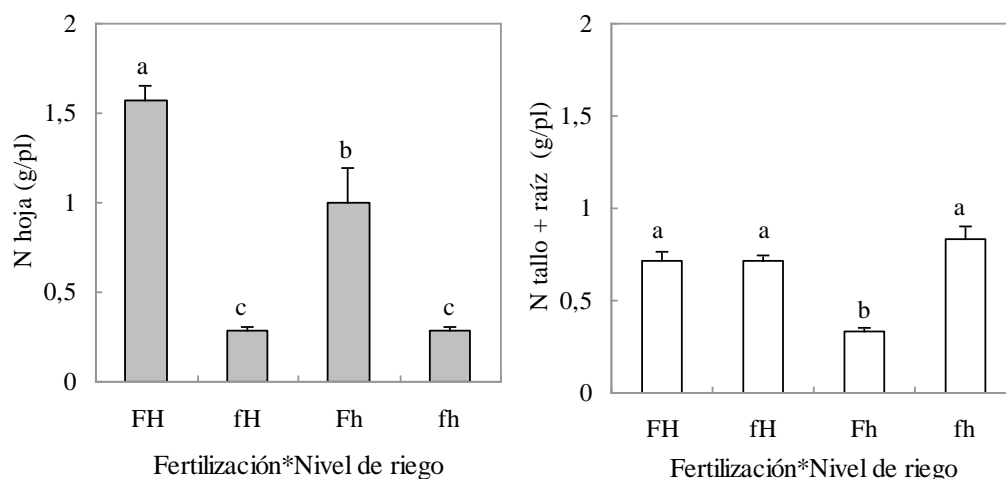 N hoja (g/pl)
2
1,5
1
0,5
0
a
c
b
c
FH fH Fh fh
Fertilización*Nivel de riego
N tallo + raíz (g/pl)
2
1,5
1
0,5
0
a
a
b
a
FH fH Fh fh
Fertilización*Nivel de riego